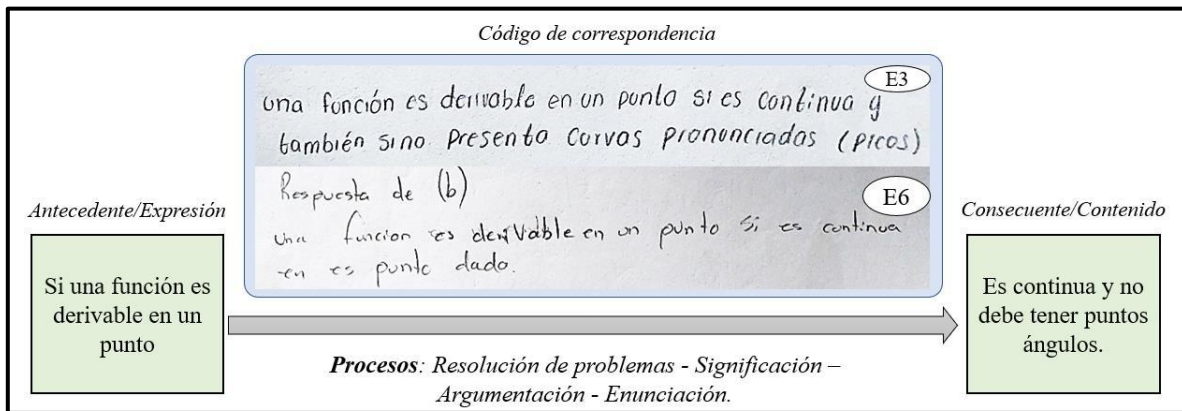 Código de correspondencia
E3
una función es derivable en un punto si es continua y
también sino presenta curvas pronunciadas (picos)
Respuesta de (b)
E6
una funcion es derivable en un punto si es continua
en es punto dado.
Antecedente/Expresión
Si una función es
derivable en un
punto
Consecuente/Contenido
Es continua y no
debe tener puntos
ángulos.
Procesos: Resolución de problemas - Significación –
Argumentación - Enunciación.